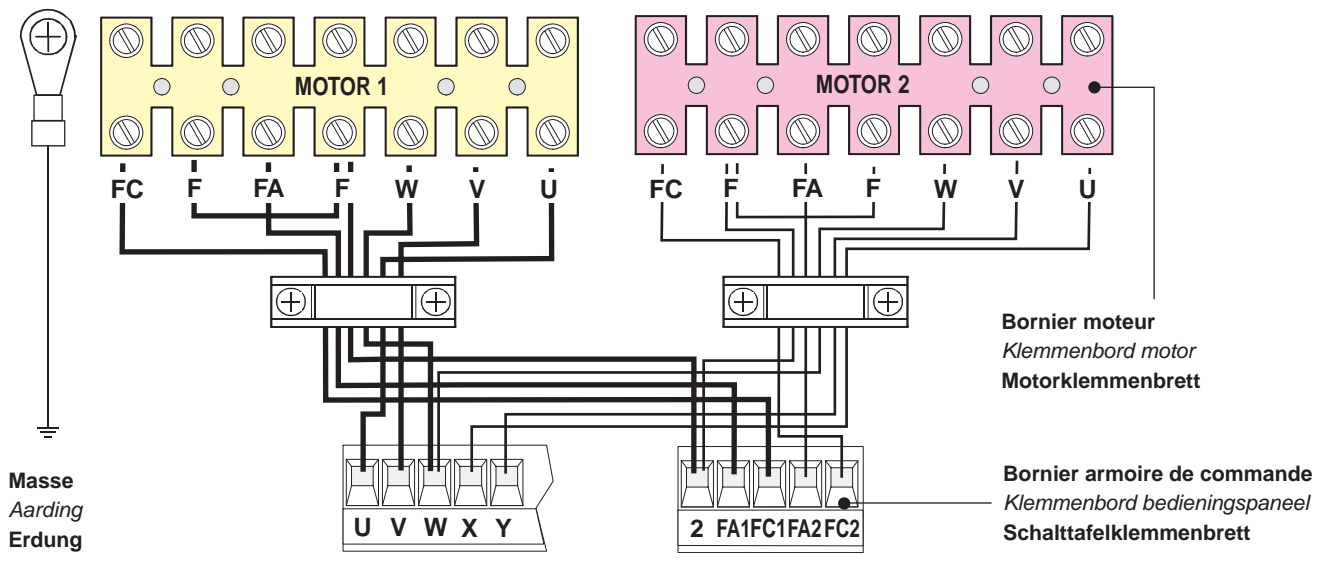 MOTOR 1
MOTOR 2
FC F FA F W V U
FC F FA F W V U
Bornier moteur
Klemmenbord motor
Motorklemmenbrett
Masse
Aarding
Erdung
U V W X Y
2 FA1 FC1 FA2 FC2
Bornier armoire de commande
Klemmenbord bedieningspaneel
Schalttafelklemmenbrett